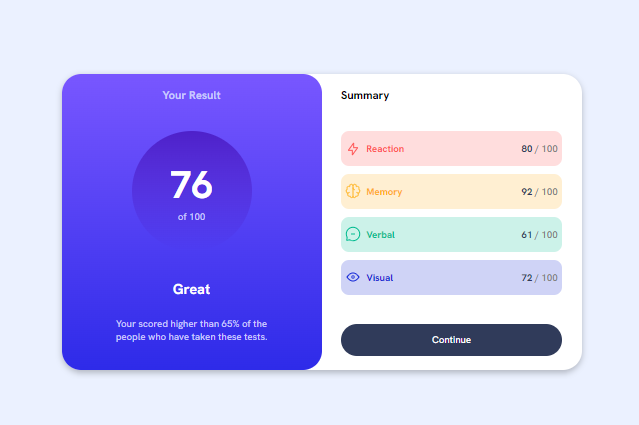 Your Result
76
of 100
Great
Your scored higher than 65% of the
people who have taken these tests.
Summary
Reaction 80 / 100
Memory 92 / 100
Verbal 61 / 100
Visual 72 / 100
Continue